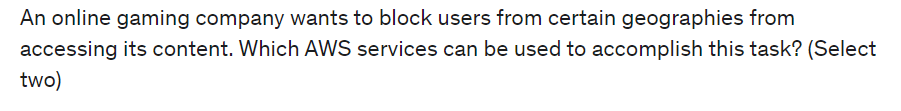 An online gaming company wants to block users from certain geographies from
accessing its content. Which AWS services can be used to accomplish this task? (Select
two)